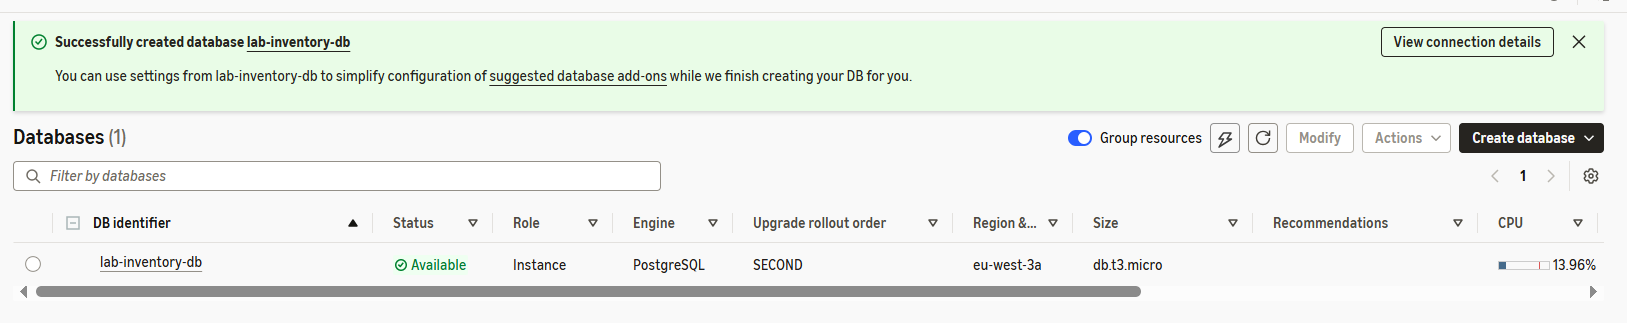 Successfully created database lab-inventory-db
View connection details
You can use settings from lab-inventory-db to simplify configuration of suggested database add-ons while we finish creating your DB for you.
Databases (1)
Group resources
Modify
Actions
Create database
Filter by databases
1
DB identifier Status Role Engine Upgrade rollout order Region &... Size Recommendations CPU
lab-inventory-db Available Instance PostgreSQL SECOND eu-west-3a db.t3.micro 13.96%